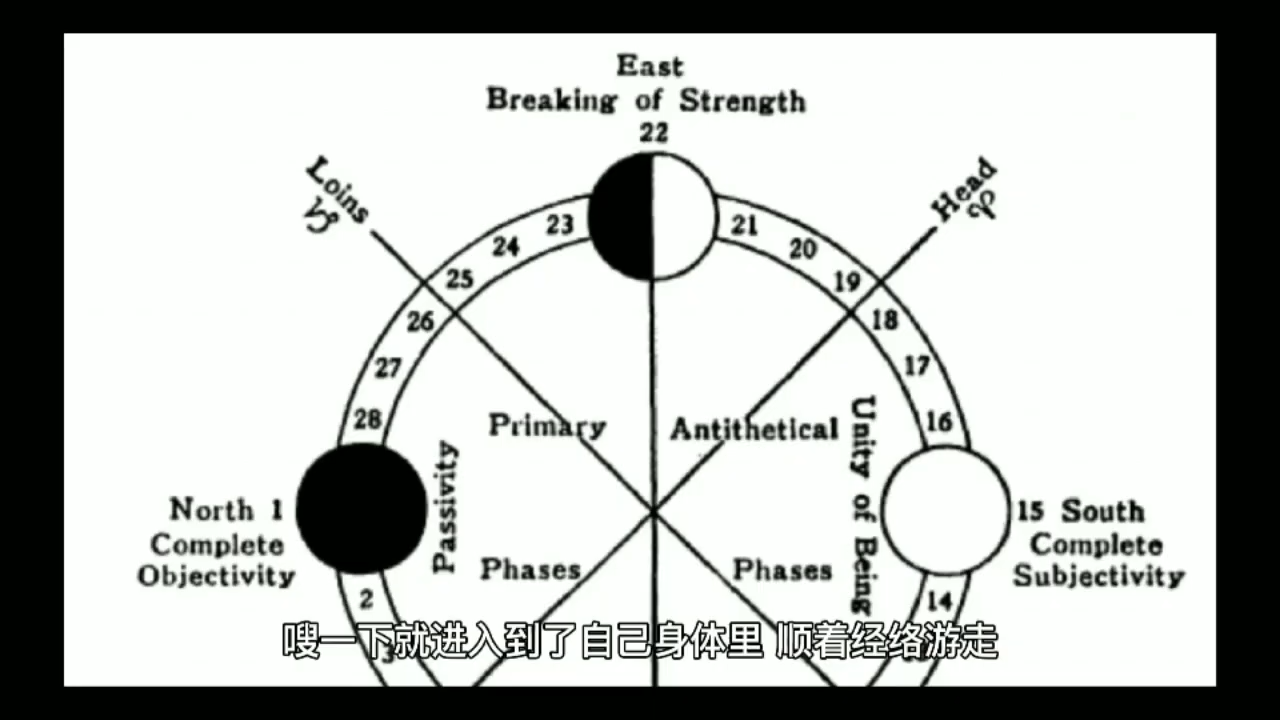 East
Breaking of Strength
22
Loins
♑
Head
♈
23
21
24
20
25
19
26
18
27
17
28
16
Primary
Antithetical
Passivity
Unity of Being
North 1
Complete
Objectivity
15 South
Complete
Subjectivity
Phases
Phases
2
14
3
嗖一下就进入到了自己身体里 顺着经络游走